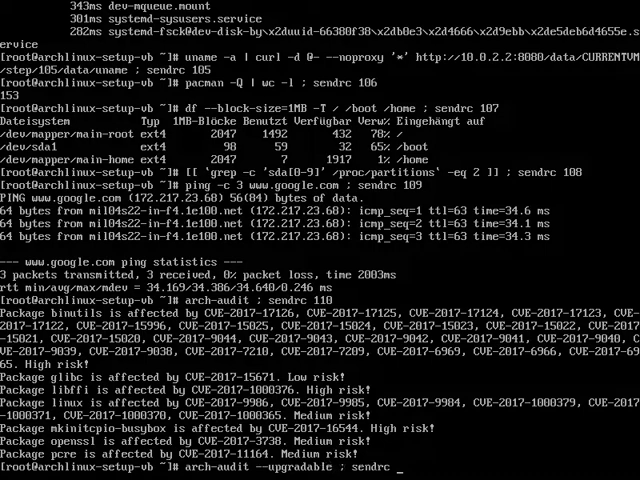 343ms dev-mqueue.mount
301ms systemd-sysusers.service
282ms systemd-fsck@dev-disk-by\x2duuid-66380f38\x2db0e3\x2d4666\x2d9ebb\x2de5deb6d4655e.s
ervice
[root@archlinux-setup-vb ~]# uname -a | curl -d @- --noproxy '*' http://10.0.2.2:8080/data/CURRENTVM
/step/105/data/uname ; sendrc 105
[root@archlinux-setup-vb ~]# pacman -Q | wc -l ; sendrc 106
153
[root@archlinux-setup-vb ~]# df --block-size=1MB -T / /boot /home ; sendrc 107
Dateisystem Typ 1MB-Blöcke Benutzt Verfügbar Verw% Eingehängt auf
/dev/mapper/main-root ext4 2047 1492 432 78% /
/dev/sda1 ext4 98 59 32 65% /boot
/dev/mapper/main-home ext4 2047 7 1917 1% /home
[root@archlinux-setup-vb ~]# [[ `grep -c 'sda[0-9]' /proc/partitions` -eq 2 ]] ; sendrc 108
[root@archlinux-setup-vb ~]# ping -c 3 www.google.com ; sendrc 109
PING www.google.com (172.217.23.68) 56(84) bytes of data.
64 bytes from mil04s22-in-f4.1e100.net (172.217.23.68): icmp_seq=1 ttl=63 time=34.6 ms
64 bytes from mil04s22-in-f4.1e100.net (172.217.23.68): icmp_seq=2 ttl=63 time=34.1 ms
64 bytes from mil04s22-in-f4.1e100.net (172.217.23.68): icmp_seq=3 ttl=63 time=34.3 ms
--- www.google.com ping statistics ---
3 packets transmitted, 3 received, 0% packet loss, time 2003ms
rtt min/avg/max/mdev = 34.169/34.386/34.640/0.246 ms
[root@archlinux-setup-vb ~]# arch-audit ; sendrc 110
Package binutils is affected by CVE-2017-17126, CVE-2017-17125, CVE-2017-17124, CVE-2017-17123, CVE-
2017-17122, CVE-2017-15996, CVE-2017-15025, CVE-2017-15024, CVE-2017-15023, CVE-2017-15022, CVE-2017
-15021, CVE-2017-15020, CVE-2017-9044, CVE-2017-9043, CVE-2017-9042, CVE-2017-9041, CVE-2017-9040, C
VE-2017-9039, CVE-2017-9038, CVE-2017-7210, CVE-2017-7209, CVE-2017-6969, CVE-2017-6966, CVE-2017-69
65. High risk!
Package glibc is affected by CVE-2017-15671. Low risk!
Package libffi is affected by CVE-2017-1000376. High risk!
Package linux is affected by CVE-2017-9986, CVE-2017-9985, CVE-2017-9984, CVE-2017-1000379, CVE-2017
-1000371, CVE-2017-1000370, CVE-2017-1000365. Medium risk!
Package mkinitcpio-busybox is affected by CVE-2017-16544. High risk!
Package openssl is affected by CVE-2017-3738. Medium risk!
Package pcre is affected by CVE-2017-11164. Medium risk!
[root@archlinux-setup-vb ~]# arch-audit --upgradable ; sendrc _